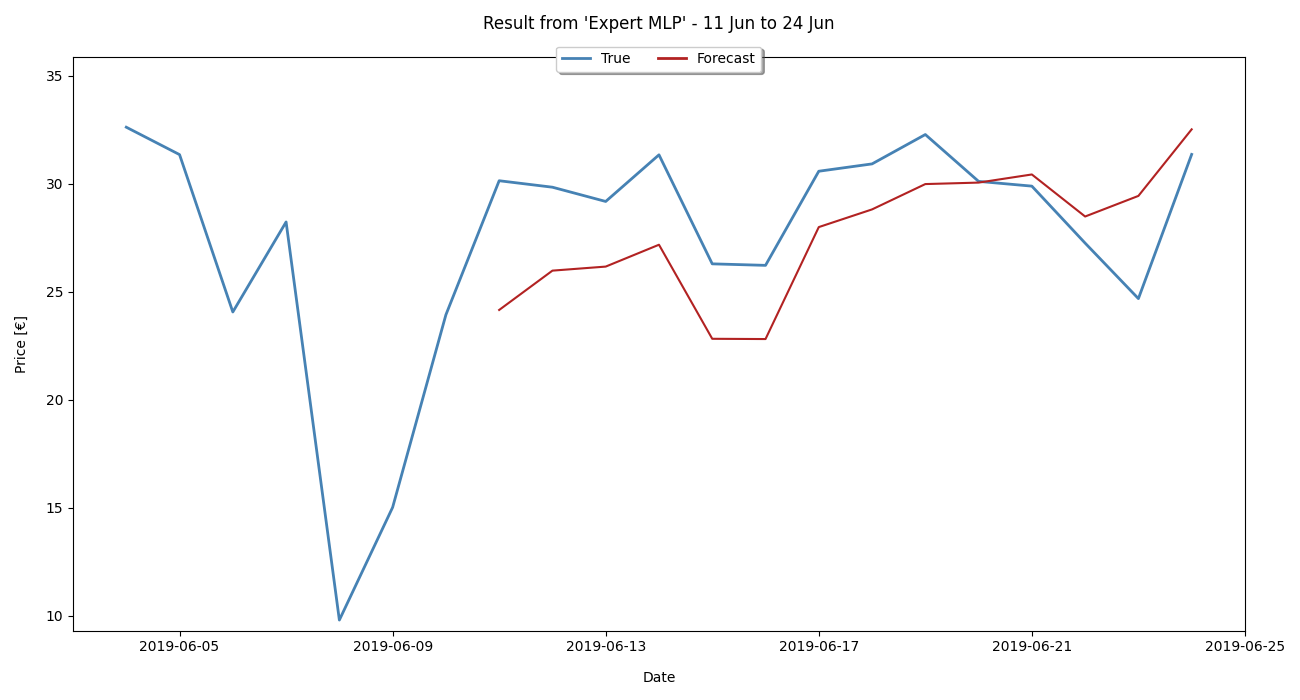 Result from 'Expert MLP' - 11 Jun to 24 Jun
True Forecast
35
30
25
20
15
10
Price [€]
2019-06-05 2019-06-09 2019-06-13 2019-06-17 2019-06-21 2019-06-25
Date